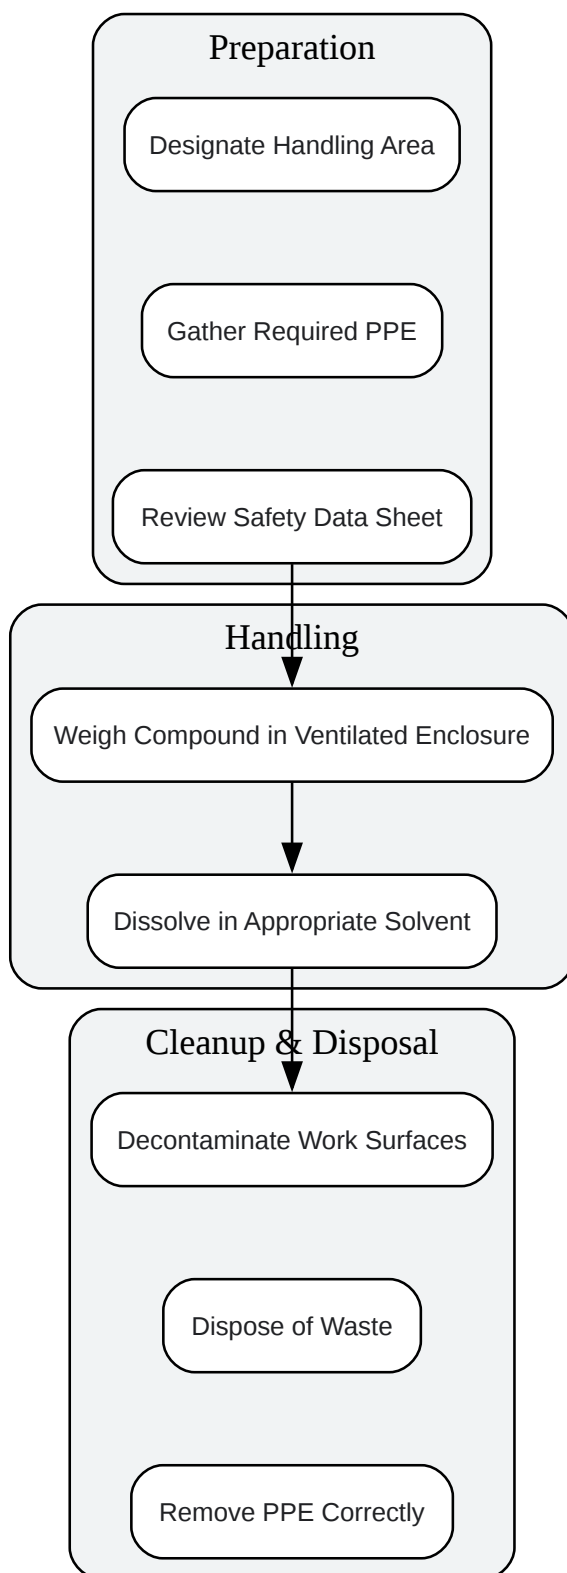 Preparation
Designate Handling Area
Gather Required PPE
Review Safety Data Sheet
Handling
Weigh Compound in Ventilated Enclosure
Dissolve in Appropriate Solvent
Cleanup & Disposal
Decontaminate Work Surfaces
Dispose of Waste
Remove PPE Correctly